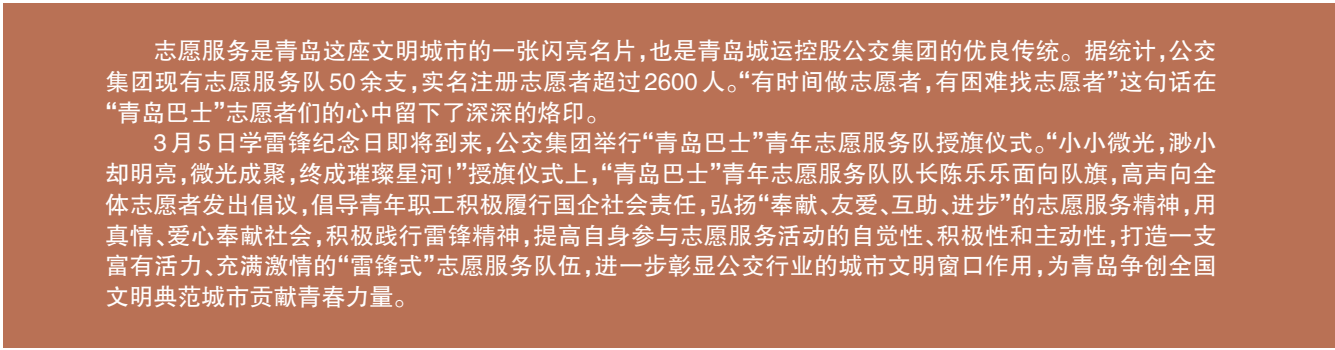 志愿服务是青岛这座文明城市的一张闪亮名片，也是青岛城运控股公交集团的优良传统。据统计，公交
集团现有志愿服务队50余支，实名注册志愿者超过2600人。“有时间做志愿者，有困难找志愿者”这句话在
“青岛巴士”志愿者们的心中留下了深深的烙印。
3月5日学雷锋纪念日即将到来，公交集团举行“青岛巴士”青年志愿服务队授旗仪式。“小小微光，渺小
却明亮，微光成聚，终成璀璨星河！”授旗仪式上，“青岛巴士”青年志愿服务队队长陈乐乐面向队旗，高声向全
体志愿者发出倡议，倡导青年职工积极履行国企社会责任，弘扬“奉献、友爱、互助、进步”的志愿服务精神，用
真情、爱心奉献社会，积极践行雷锋精神，提高自身参与志愿服务活动的自觉性、积极性和主动性，打造一支
富有活力、充满激情的“雷锋式”志愿服务队伍，进一步彰显公交行业的城市文明窗口作用，为青岛争创全国
文明典范城市贡献青春力量。